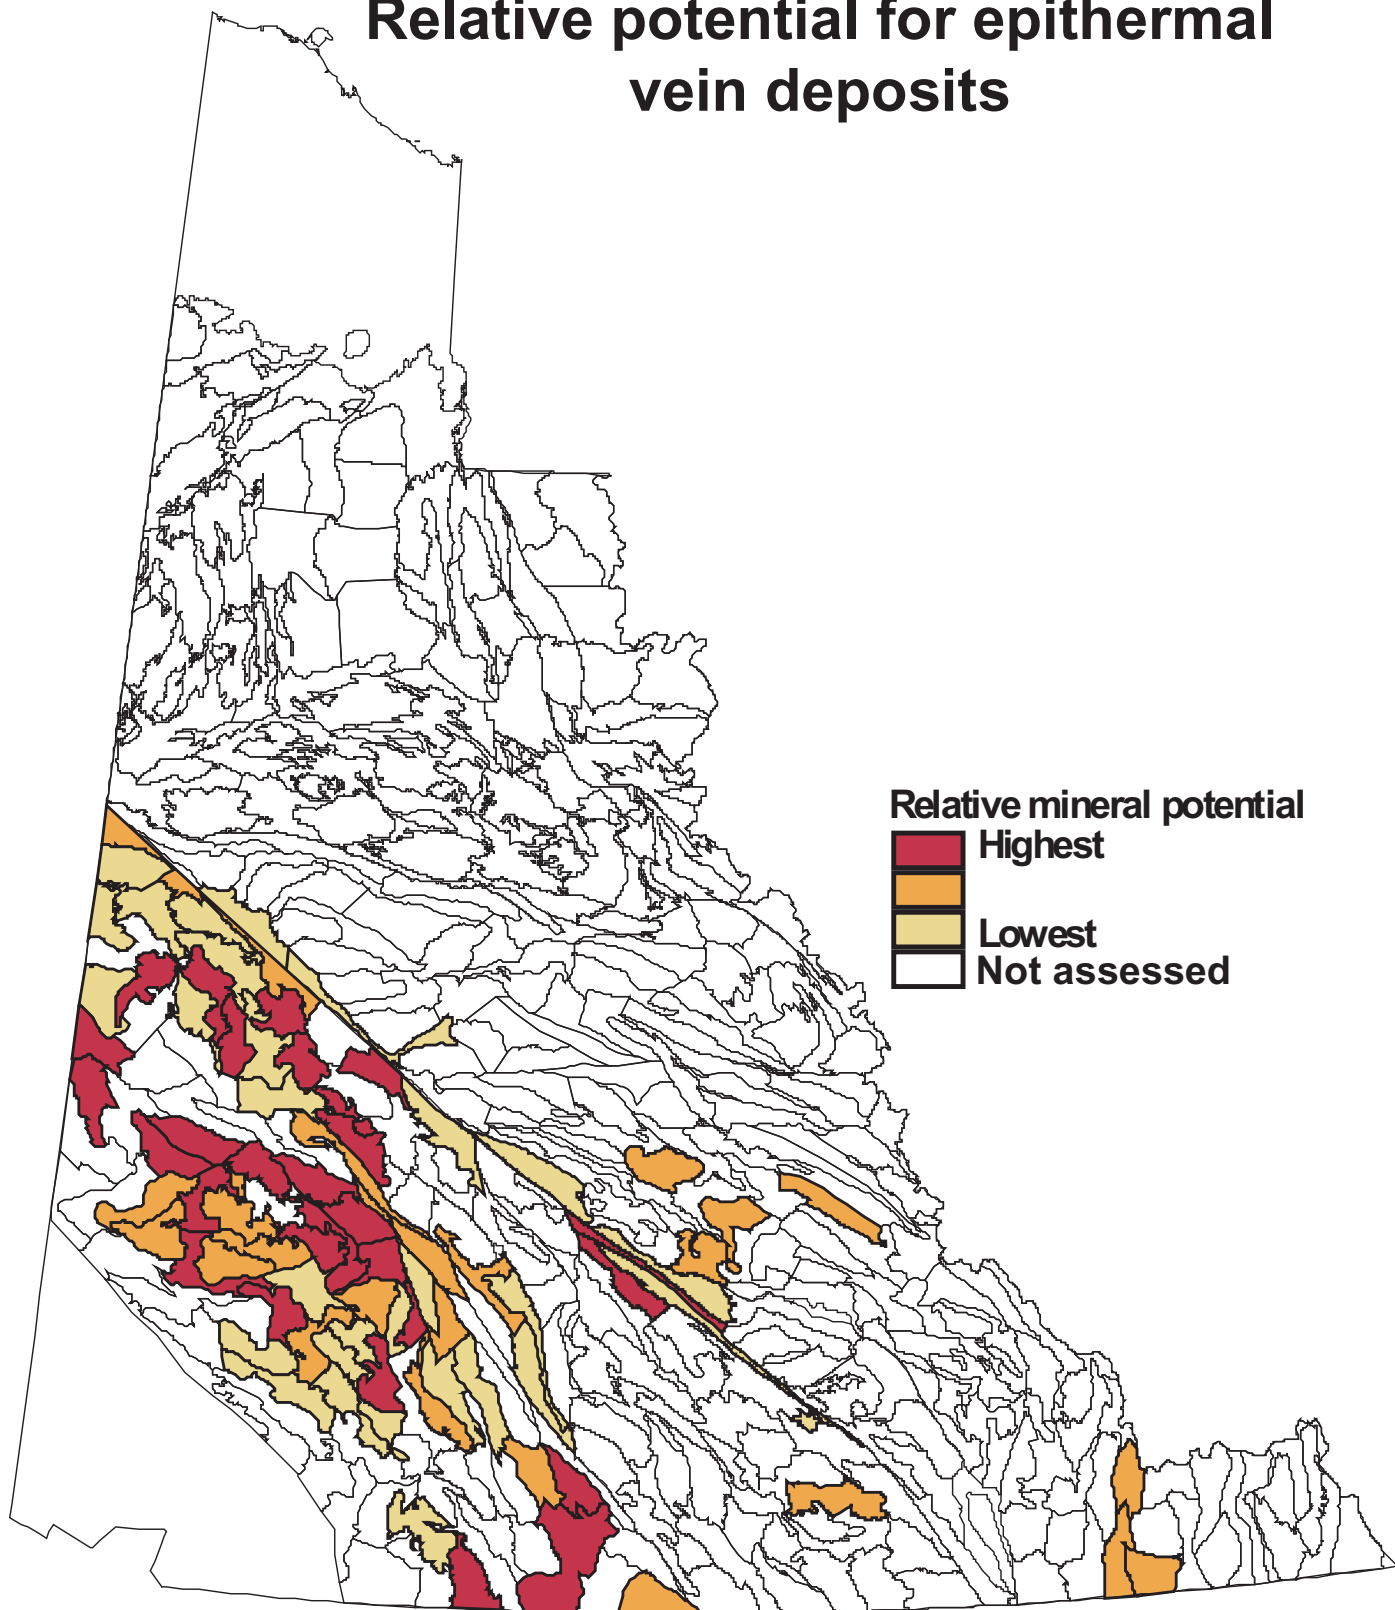 Relative potential for epithermal
vein deposits
Relative mineral potential
Highest
Lowest
Not assessed